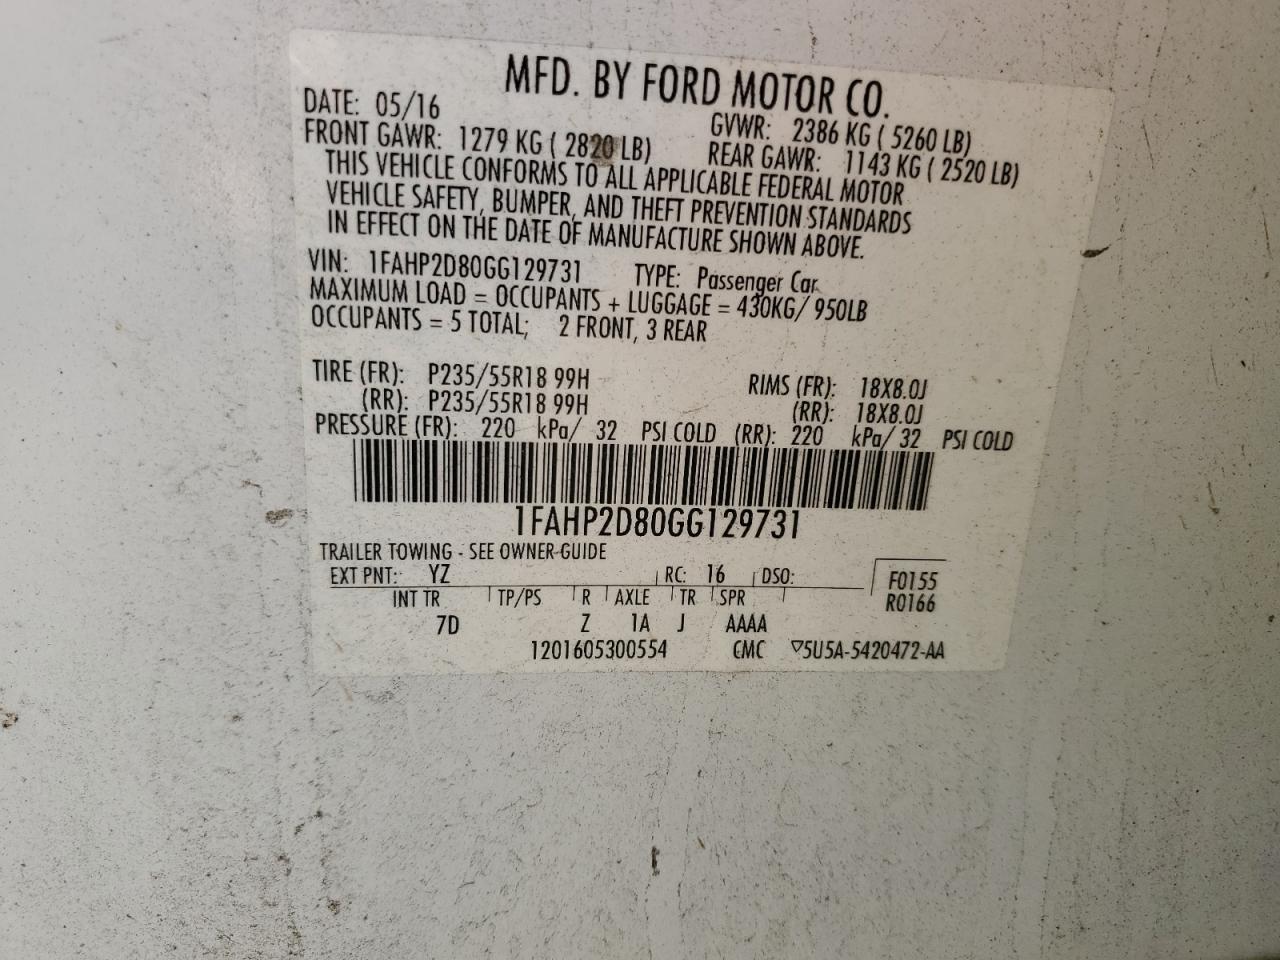 MFD. BY FORD MOTOR CO.
DATE: 05/16 GVWR: 2386 KG ( 5260 LB)
FRONT GAWR: 1279 KG ( 2820 LB) REAR GAWR: 1143 KG ( 2520 LB)
THIS VEHICLE CONFORMS TO ALL APPLICABLE FEDERAL MOTOR
VEHICLE SAFETY, BUMPER, AND THEFT PREVENTION STANDARDS
IN EFFECT ON THE DATE OF MANUFACTURE SHOWN ABOVE.
VIN: 1FAHP2D80GG129731 TYPE: Passenger Car
MAXIMUM LOAD = OCCUPANTS + LUGGAGE = 430KG/ 950LB
OCCUPANTS = 5 TOTAL; 2 FRONT, 3 REAR
TIRE (FR): P235/55R18 99H RIMS (FR): 18X8.0J
(RR): P235/55R18 99H (RR): 18X8.0J
PRESSURE (FR): 220 kPa/ 32 PSI COLD (RR): 220 kPa/ 32 PSI COLD
1FAHP2D80GG129731
TRAILER TOWING - SEE OWNER GUIDE
EXT PNT: YZ RC: 16 DSO: F0155
INT TR TP/PS R AXLE TR SPR R0166
7D Z 1A J AAAA
1201605300554 CMC ▽5U5A-5420472-AA